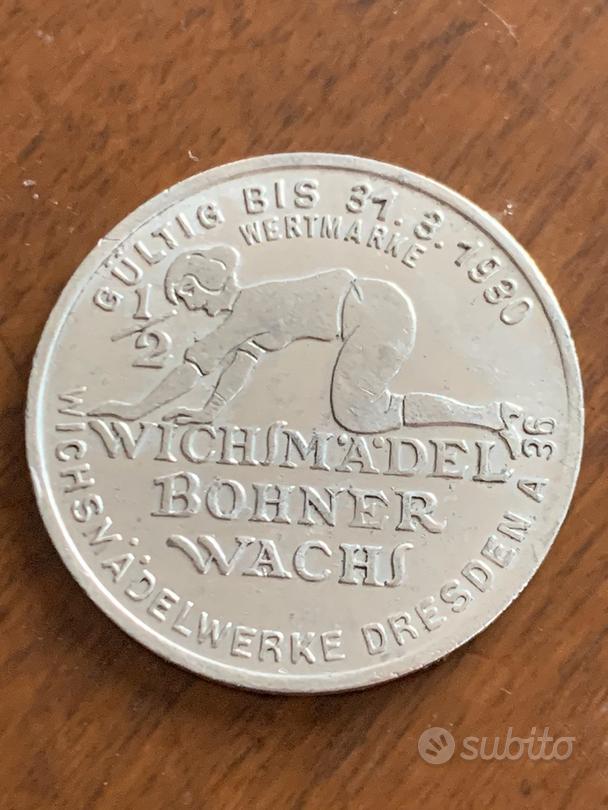 GÜLTIG BIS 31.3.1930
WERTMARKE
1
2
WICHſMÄDEL
BOHNER
WACHſ
WICHSMÄDELWERKE DRESDEN A 36
subito